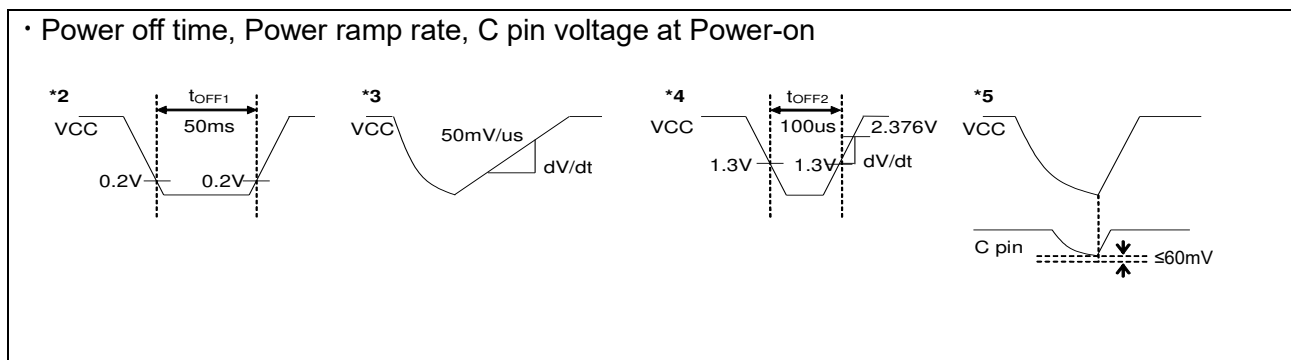 · Power off time, Power ramp rate, C pin voltage at Power-on
*2
tOFF1
VCC
50ms
0.2V
0.2V
*3
VCC
50mV/us
dV/dt
*4
tOFF2
VCC
100us
2.376V
1.3V
1.3V
dV/dt
*5
VCC
C pin
≤60mV